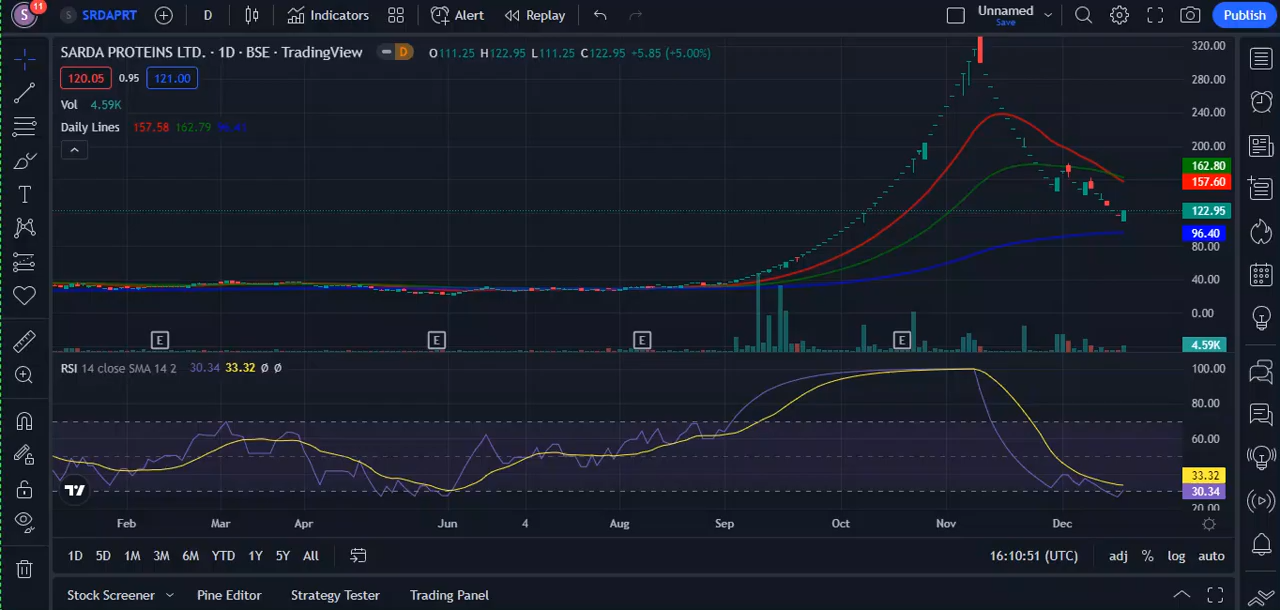 S 11 S SRDAPRT D Indicators Alert Replay Unnamed Save Publish
SARDA PROTEINS LTD. · 1D · BSE · TradingView D O111.25 H122.95 L111.25 C122.95 +5.85 (+5.00%)
120.05 0.95 121.00
Vol 4.59K
Daily Lines 157.58 162.79 96.41
320.00
280.00
240.00
200.00
162.80
157.60
122.95
96.40
80.00
40.00
0.00
E E E E
4.59K
RSI 14 close SMA 14 2 30.34 33.32 Ø Ø
100.00
80.00
60.00
33.32
30.34
20.00
Feb Mar Apr Jun 4 Aug Sep Oct Nov Dec
1D 5D 1M 3M 6M YTD 1Y 5Y All 16:10:51 (UTC) adj % log auto
Stock Screener Pine Editor Strategy Tester Trading Panel